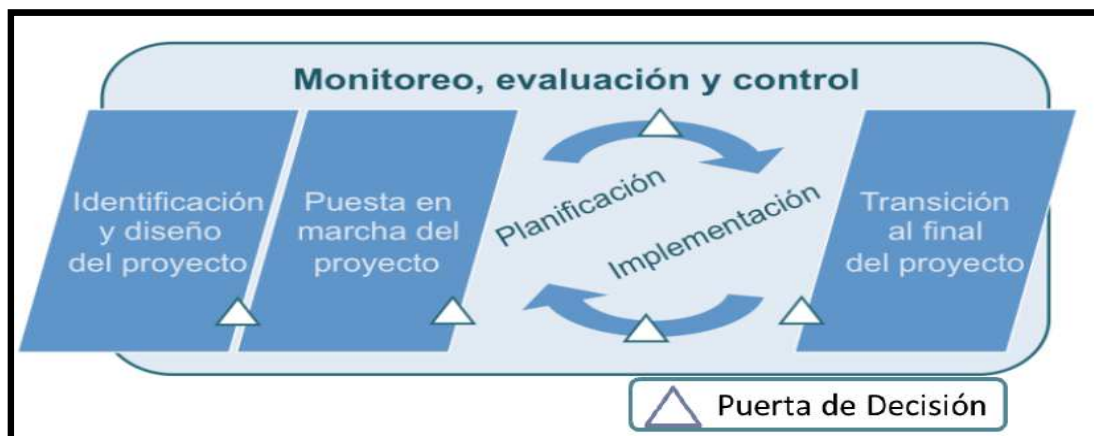 Monitoreo, evaluación y control
Identificación
y diseño
del proyecto
Puesta en
marcha del
proyecto
Planificación
Implementación
Transición
al final
del proyecto
Puerta de Decisión